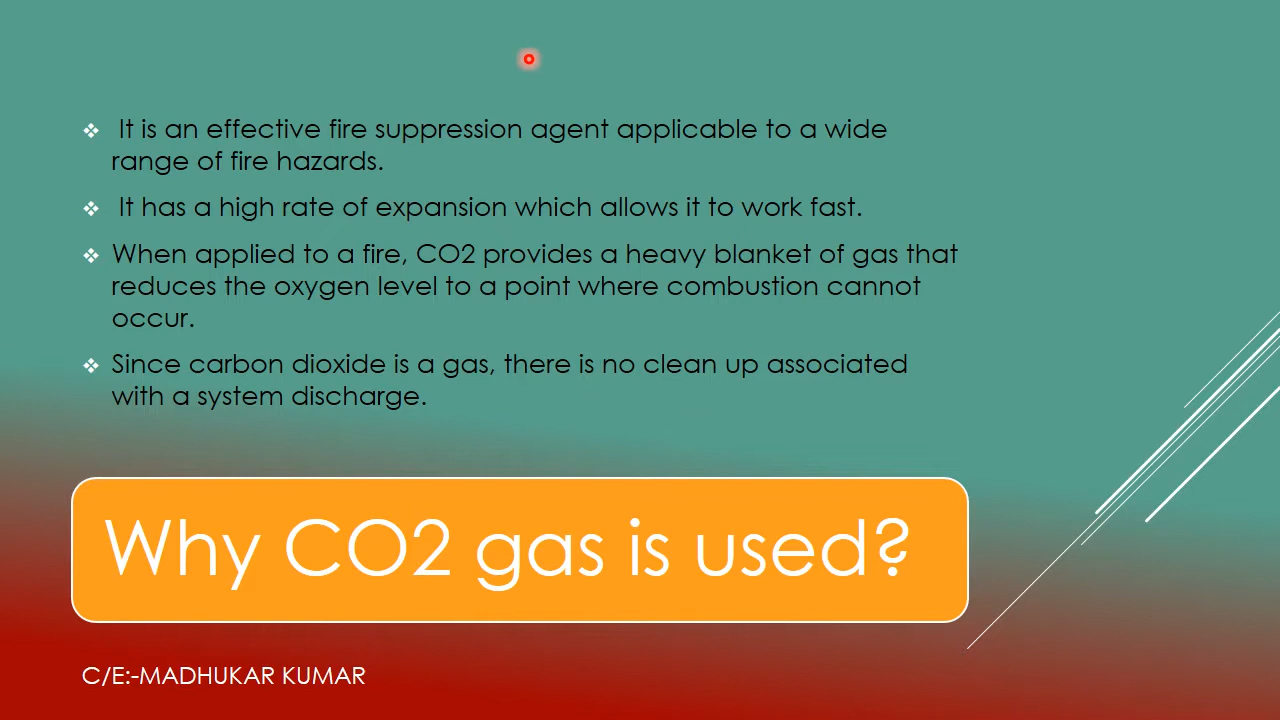 It is an effective fire suppression agent applicable to a wide
range of fire hazards.
It has a high rate of expansion which allows it to work fast.
When applied to a fire, CO2 provides a heavy blanket of gas that
reduces the oxygen level to a point where combustion cannot
occur.
Since carbon dioxide is a gas, there is no clean up associated
with a system discharge.
Why CO2 gas is used?
C/E:-MADHUKAR KUMAR